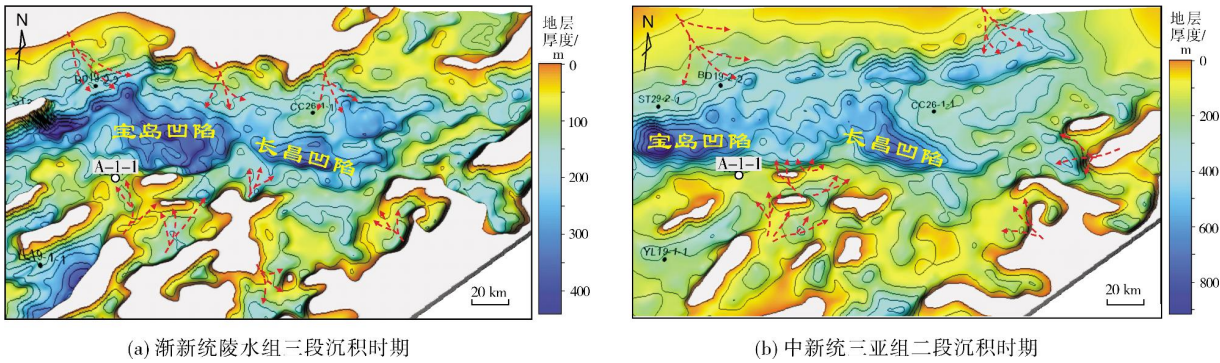 N
BD19-2-2
ST2
CC26-1-1
宝岛凹陷
长昌凹陷
A-1-1
20 km
地层
厚度/
m
0
100
200
300
400
(a) 渐新统陵水组三段沉积时期
N
BD19-2-2
ST29-2-1
CC26-1-1
宝岛凹陷
长昌凹陷
A-1-1
YL19-1-1
20 km
地层
厚度/
m
0
200
400
600
800
(b) 中新统三亚组二段沉积时期